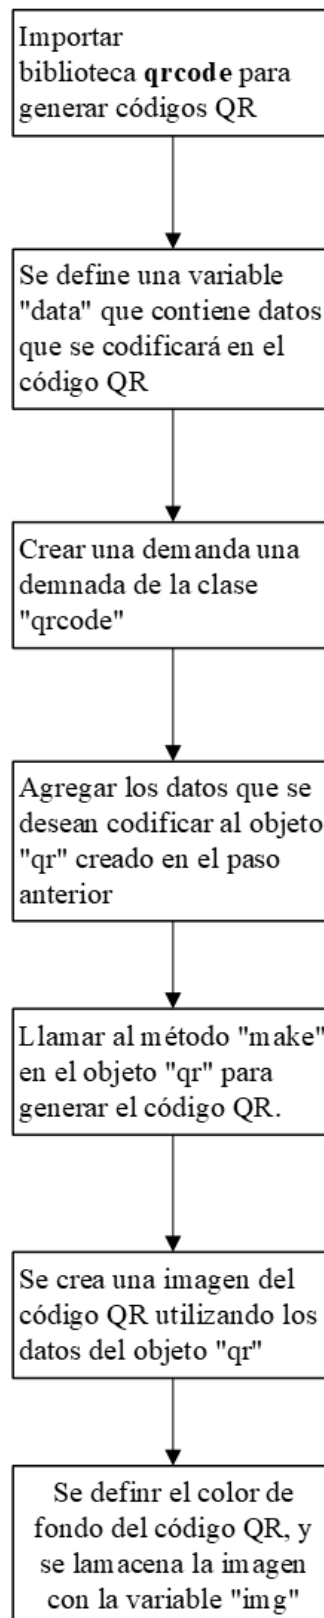 Importar
biblioteca qrcode para
generar códigos QR
Se define una variable
"data" que contiene datos
que se codificará en el
código QR
Crear una demanda una
demnada de la clase
"qrcode"
Agregar los datos que se
desean codificar al objeto
"qr" creado en el paso
anterior
Llamar al método "make"
en el objeto "qr" para
generar el código QR.
Se crea una imagen del
código QR utilizando los
datos del objeto "qr"
Se definr el color de
fondo del código QR, y
se lamacena la imagen
con la variable "img"